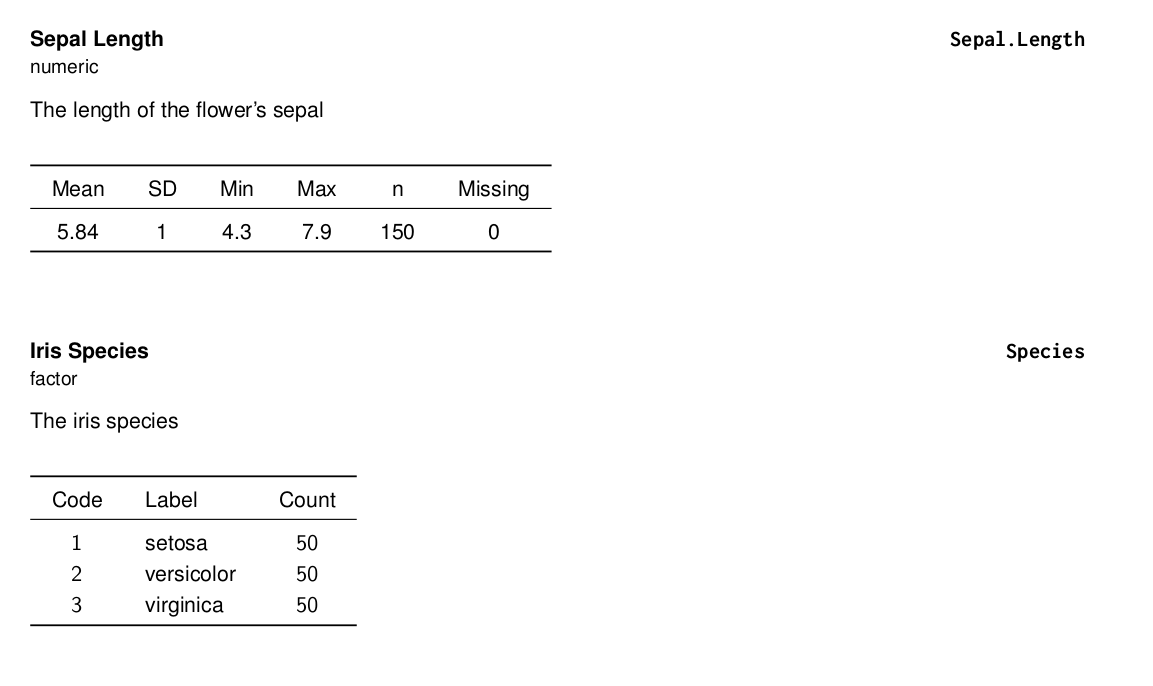 Sepal Length Sepal.Length
numeric
The length of the flower’s sepal
Mean SD Min Max n Missing
5.84 1 4.3 7.9 150 0
Iris Species Species
factor
The iris species
Code Label Count
1 setosa 50
2 versicolor 50
3 virginica 50